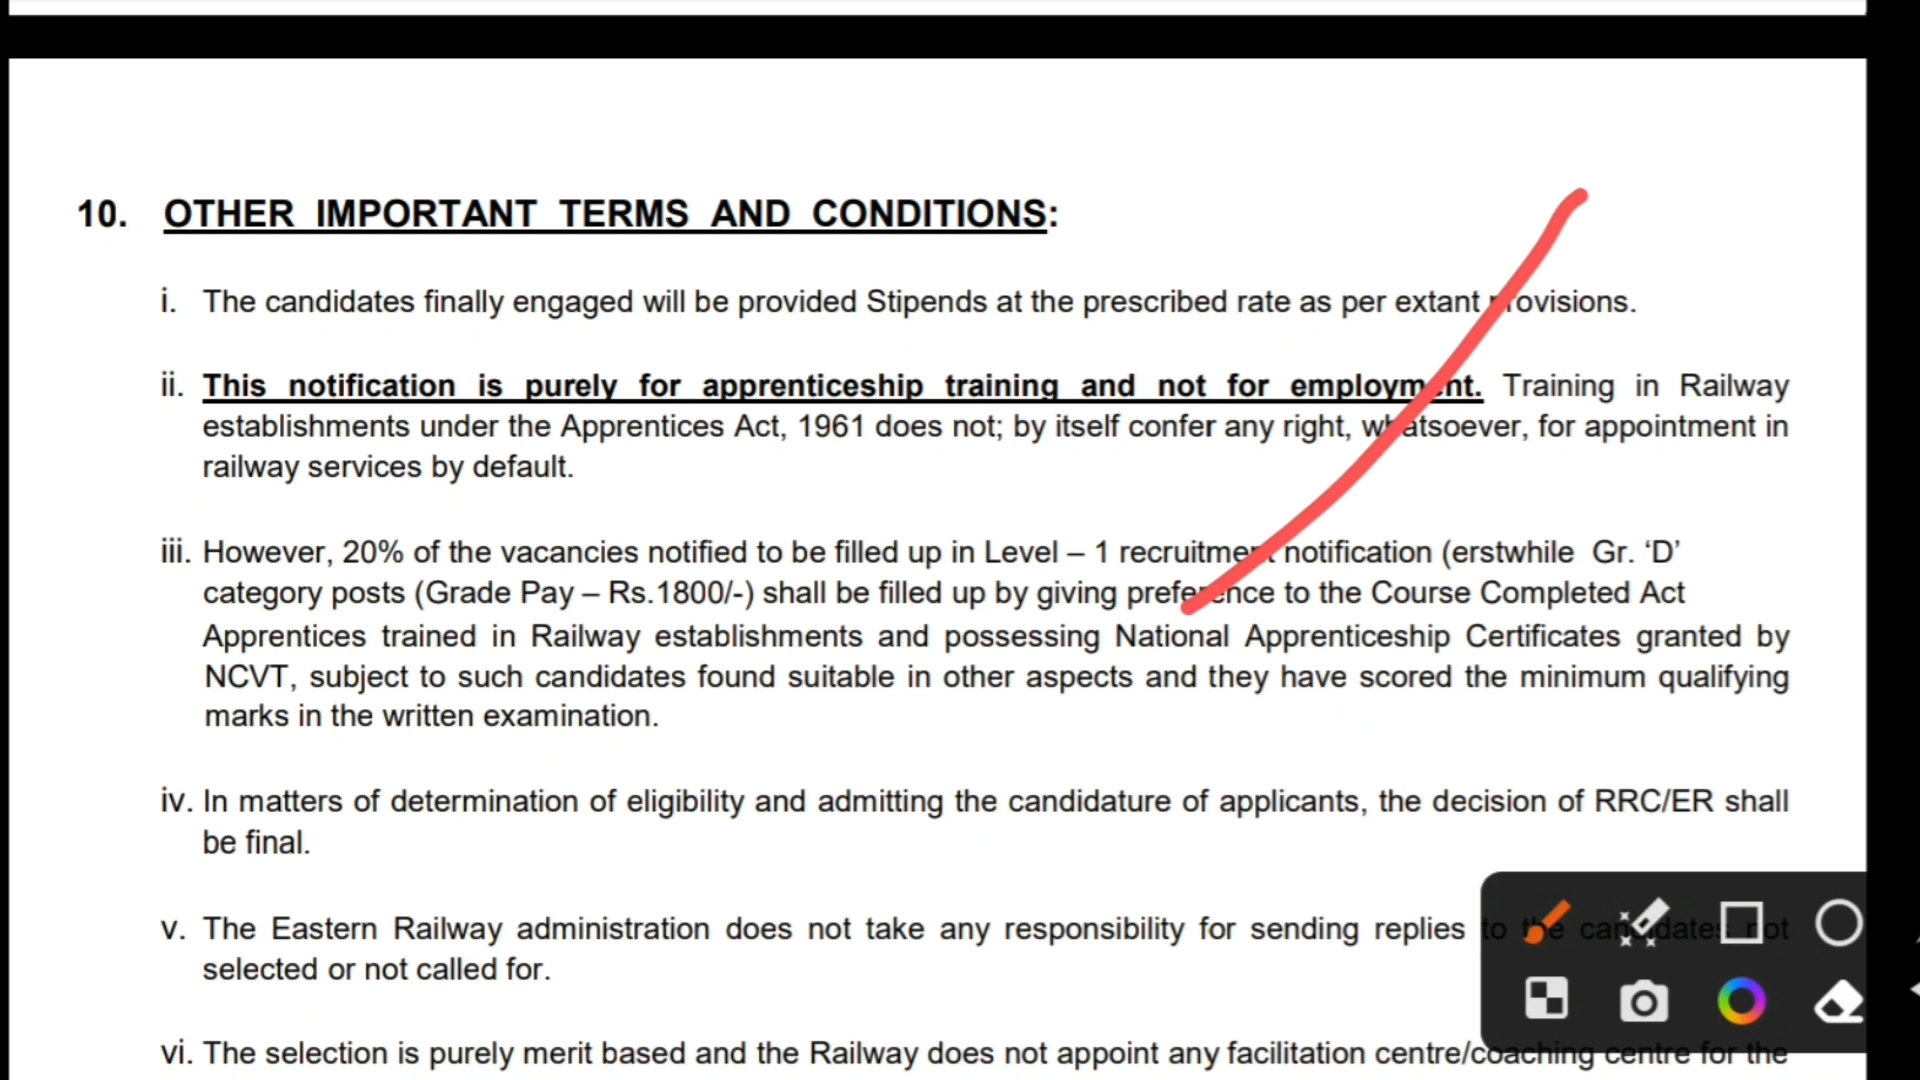 10. OTHER IMPORTANT TERMS AND CONDITIONS:
i. The candidates finally engaged will be provided Stipends at the prescribed rate as per extant provisions.
ii. This notification is purely for apprenticeship training and not for employment. Training in Railway
establishments under the Apprentices Act, 1961 does not; by itself confer any right, whatsoever, for appointment in
railway services by default.
iii. However, 20% of the vacancies notified to be filled up in Level – 1 recruitment notification (erstwhile Gr. ‘D’
category posts (Grade Pay – Rs.1800/-) shall be filled up by giving preference to the Course Completed Act
Apprentices trained in Railway establishments and possessing National Apprenticeship Certificates granted by
NCVT, subject to such candidates found suitable in other aspects and they have scored the minimum qualifying
marks in the written examination.
iv. In matters of determination of eligibility and admitting the candidature of applicants, the decision of RRC/ER shall
be final.
v. The Eastern Railway administration does not take any responsibility for sending replies to the candidates not
selected or not called for.
vi. The selection is purely merit based and the Railway does not appoint any facilitation centre/coaching centre for the